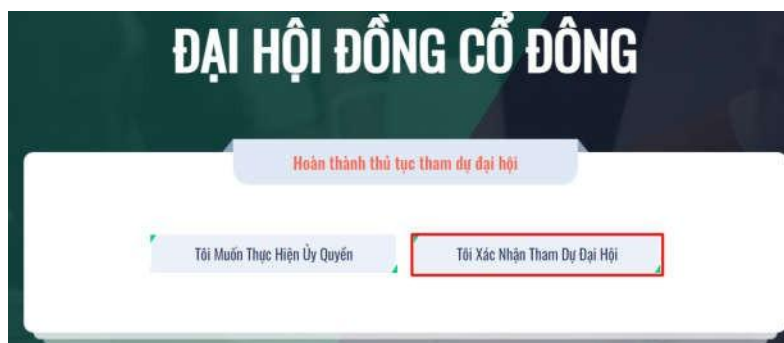 ĐẠI HỘI ĐỒNG CỔ ĐÔNG
Hoàn thành thủ tục tham dự đại hội
Tôi Muốn Thực Hiện Ủy Quyền
Tôi Xác Nhận Tham Dự Đại Hội